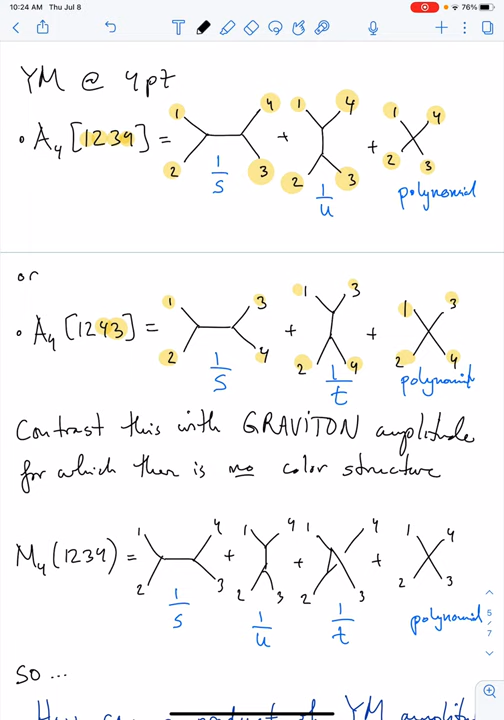 10:24 AM Thu Jul 8
76%
YM @ 4pt
• A4 [1234] = 1 2 4 3 + 1 4 2 3 + 1 4 2 3
1/s 1/u polynomial
or
• A4 [1243] = 1 2 3 4 + 1 3 2 4 + 1 3 2 4
1/s 1/t polynomial
Contrast this with GRAVITON amplitude
for which there is no color structure
M4 (1234) = 1 2 4 3 + 1 4 2 3 + 1 4 2 3 + 1 4 2 3
1/s 1/u 1/t polynomial
5/7
so ...